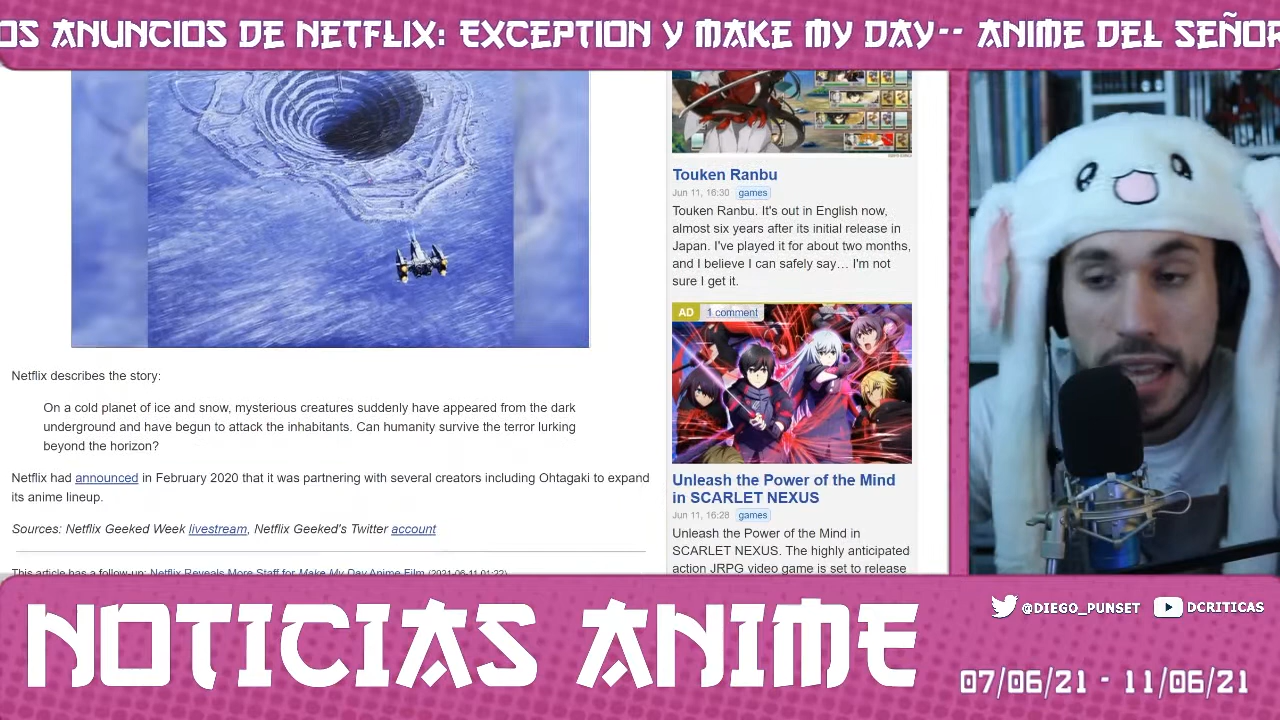 OS ANUNCIOS DE NETFLIX: EXCEPTION Y MAKE MY DAY-- ANIME DEL SEÑOR
Netflix describes the story:
On a cold planet of ice and snow, mysterious creatures suddenly have appeared from the dark
underground and have begun to attack the inhabitants. Can humanity survive the terror lurking
beyond the horizon?
Netflix had announced in February 2020 that it was partnering with several creators including Ohtagaki to expand
its anime lineup.
Sources: Netflix Geeked Week livestream, Netflix Geeked's Twitter account
This article has a follow-up: Netflix Reveals More Staff for Make My Day Anime Film (2021-06-11 01:22)
Touken Ranbu
Jun 11, 16:30 games
Touken Ranbu. It's out in English now,
almost six years after its initial release in
Japan. I've played it for about two months,
and I believe I can safely say… I'm not
sure I get it.
AD 1 comment
Unleash the Power of the Mind
in SCARLET NEXUS
Jun 11, 16:28 games
Unleash the Power of the Mind in
SCARLET NEXUS. The highly anticipated
action JRPG video game is set to release
NOTICIAS ANIME
@DIEGO_PUNSET DCRITICAS
07/06/21 - 11/06/21